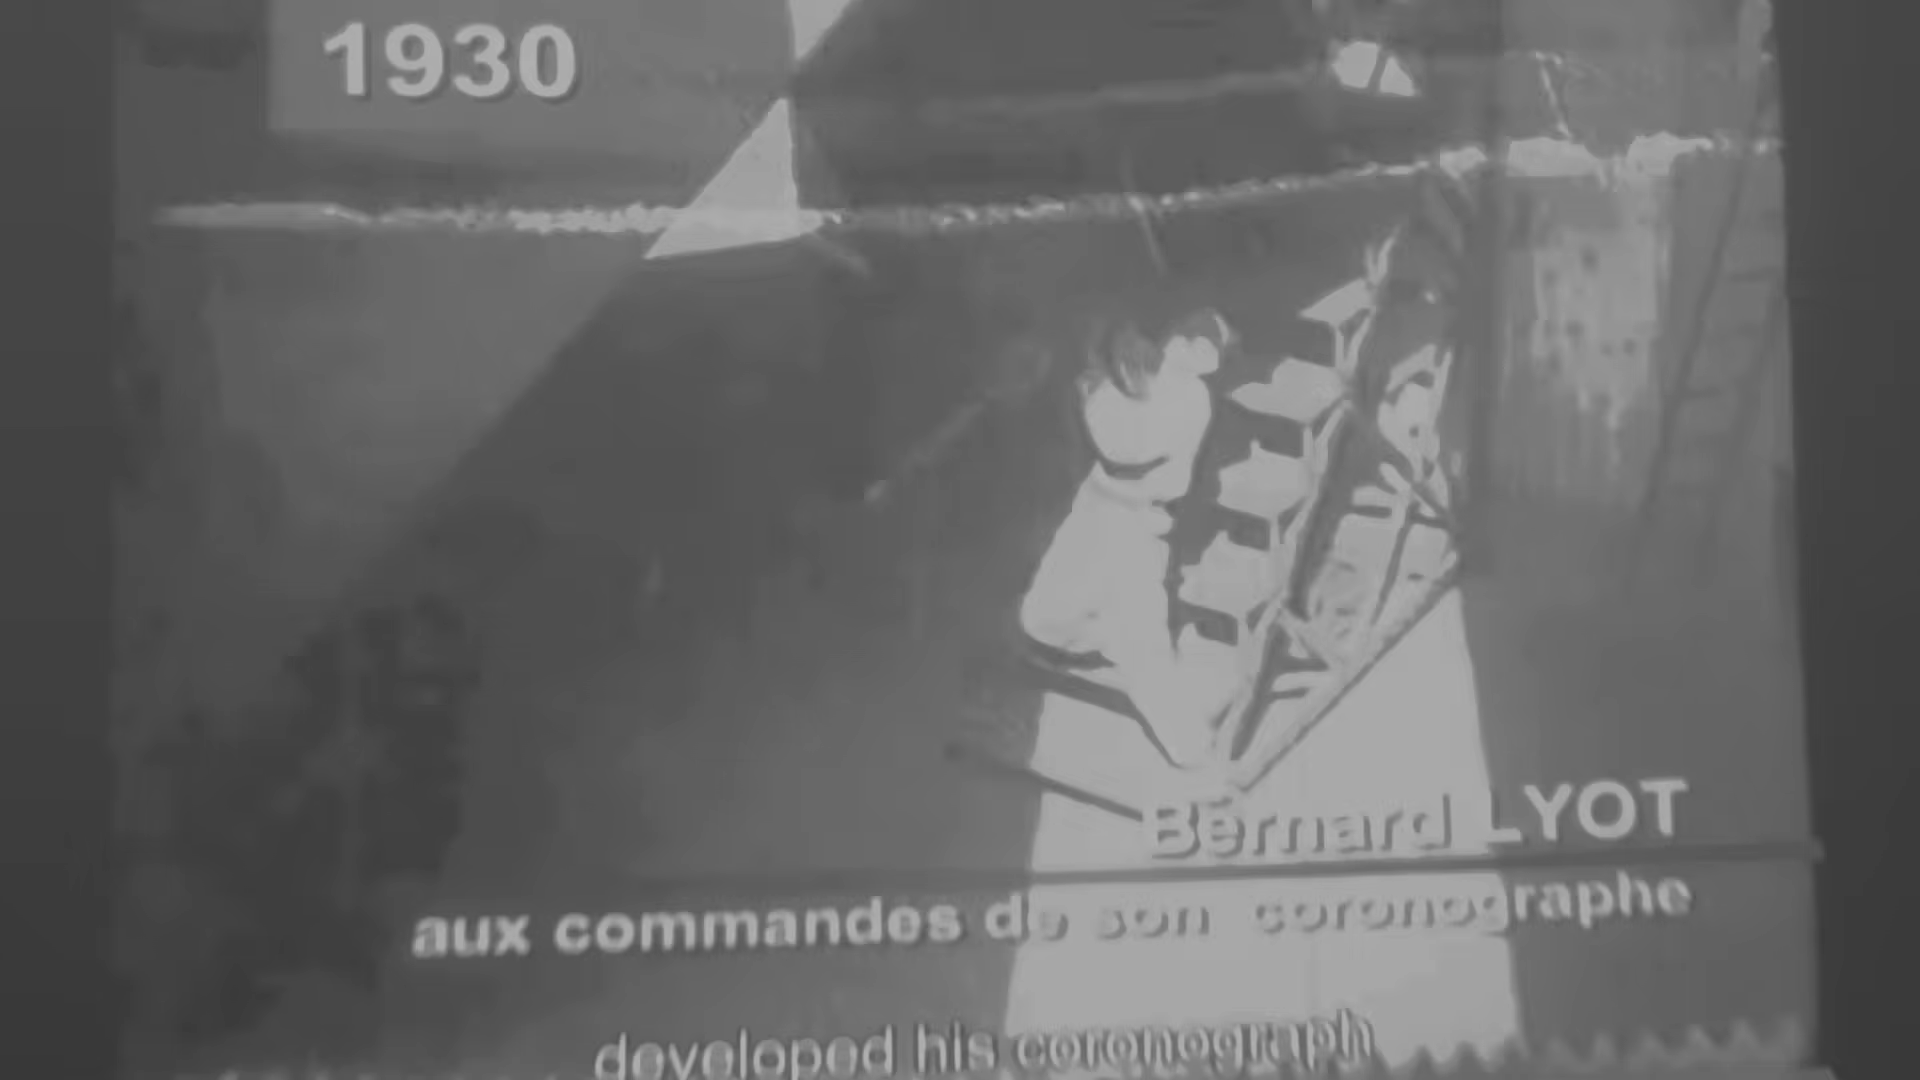 1930
Bernard LYOT
aux commandes de son coronographe
developed his coronograph